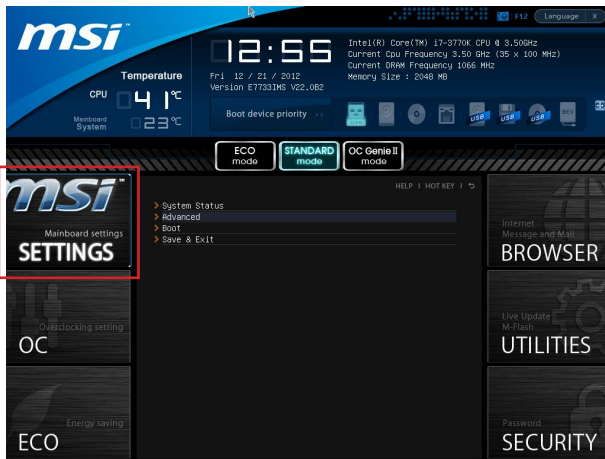 msi
F12
Language
X
12:55
Fri 12 / 21 / 2012
Version E7733IMS V22.0B2
Intel(R) Core(TM) i7-3770K CPU @ 3.50GHz
Current Cpu Frequency 3.50 GHz (35 x 100 MHz)
Current DRAM Frequency 1066 MHz
Memory Size : 2048 MB
Temperature
CPU 41°C
Mainboard
System 23°C
Boot device priority
USB
USB
USB
ECO
mode
STANDARD
mode
OC Genie II
mode
HELP | HOT KEY |
msi
Mainboard settings
SETTINGS
> System Status
> Advanced
> Boot
> Save & Exit
Overclocking setting
OC
Energy saving
ECO
Internet
Message and Mail
BROWSER
Live Update
M-Flash
UTILITIES
Password
SECURITY